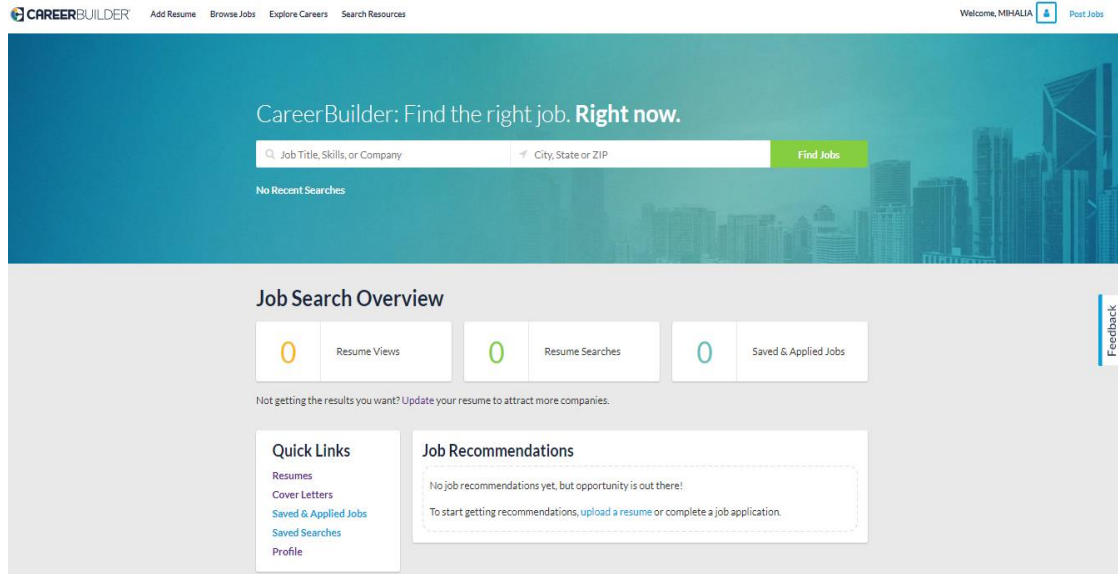 CAREERBUILDER® Add Resume Browse Jobs Explore Careers Search Resources Welcome, MIHALIA Post Jobs
CareerBuilder: Find the right job. Right now.
Job Title, Skills, or Company City, State or ZIP Find Jobs
No Recent Searches
Job Search Overview
0 Resume Views 0 Resume Searches 0 Saved & Applied Jobs
Feedback
Not getting the results you want? Update your resume to attract more companies.
Quick Links
Resumes
Cover Letters
Saved & Applied Jobs
Saved Searches
Profile
Job Recommendations
No job recommendations yet, but opportunity is out there!
To start getting recommendations, upload a resume or complete a job application.